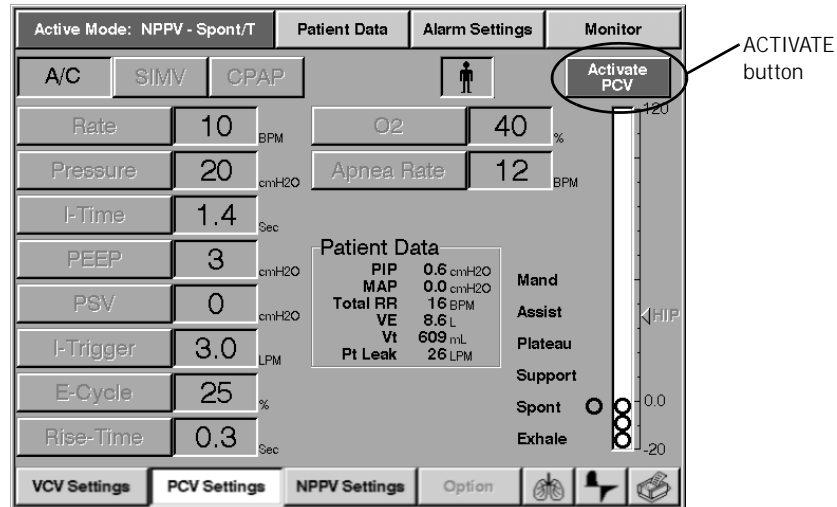 Active Mode: NPPV - Spont/T
Patient Data
Alarm Settings
Monitor
ACTIVATE
button
A/C
SIMV
CPAP
Activate
PCV
Rate
10
BPM
O2
40
%
120
Pressure
20
cmH2O
Apnea Rate
12
BPM
I-Time
1.4
Sec
PEEP
3
cmH2O
PSV
0
cmH2O
I-Trigger
3.0
LPM
E-Cycle
25
%
Rise-Time
0.3
Sec
Patient Data
PIP 0.6 cmH2O
MAP 0.0 cmH2O
Total RR 16 BPM
VE 8.6 L
Vt 609 mL
Pt Leak 26 LPM
Mand
Assist
HIP
Plateau
Support
Spont
0.0
Exhale
-20
VCV Settings
PCV Settings
NPPV Settings
Option